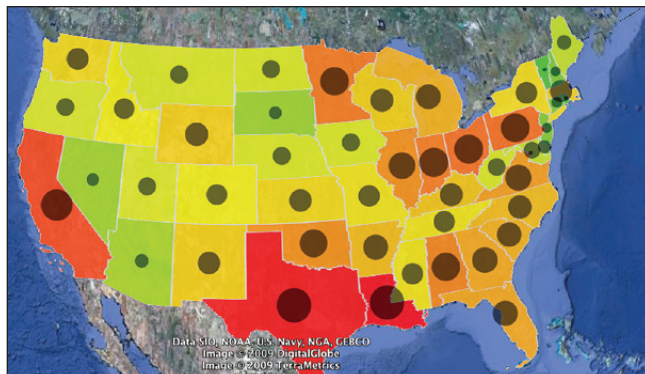 Data SIO, NOAA, U.S. Navy, NGA, GEBCO
Image © 2009 DigitalGlobe
Image © 2009 TerraMetrics